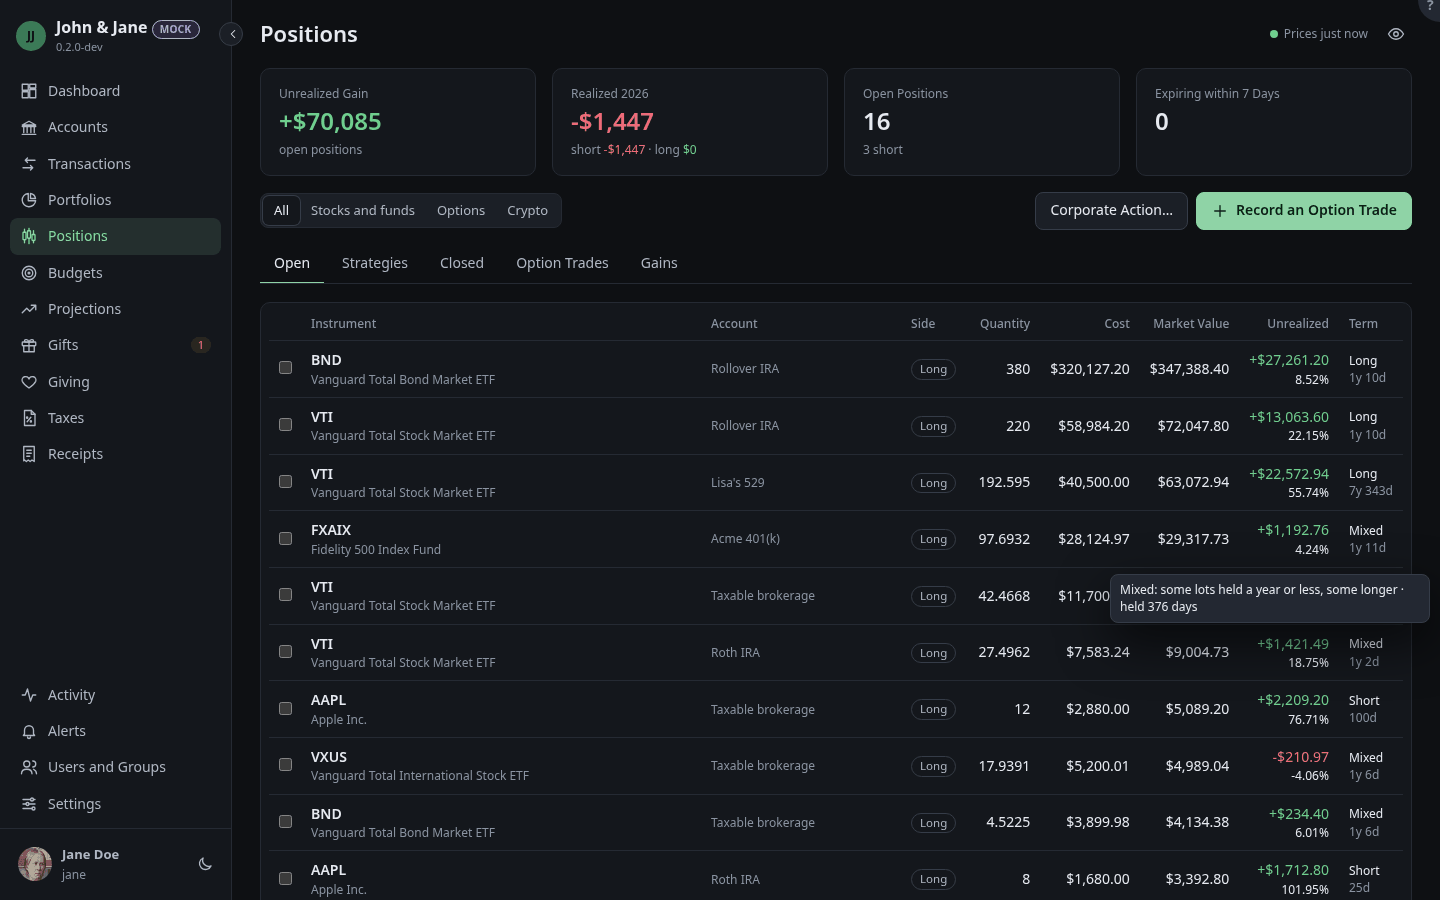 JJ
John & Jane MOCK
0.2.0-dev
Dashboard
Accounts
Transactions
Portfolios
Positions
Budgets
Projections
Gifts 1
Giving
Taxes
Receipts
Activity
Alerts
Users and Groups
Settings
Jane Doe
jane
?
Positions
Prices just now
Unrealized Gain
+$70,085
open positions
Realized 2026
-$1,447
short -$1,447 · long $0
Open Positions
16
3 short
Expiring within 7 Days
0
All Stocks and funds Options Crypto
Corporate Action...
+ Record an Option Trade
Open Strategies Closed Option Trades Gains
Instrument Account Side Quantity Cost Market Value Unrealized Term
BND Rollover IRA Long 380 $320,127.20 $347,388.40 +$27,261.20 Long
Vanguard Total Bond Market ETF 8.52% 1y 10d
VTI Rollover IRA Long 220 $58,984.20 $72,047.80 +$13,063.60 Long
Vanguard Total Stock Market ETF 22.15% 1y 10d
VTI Lisa's 529 Long 192.595 $40,500.00 $63,072.94 +$22,572.94 Long
Vanguard Total Stock Market ETF 55.74% 7y 343d
FXAIX Acme 401(k) Long 97.6932 $28,124.97 $29,317.73 +$1,192.76 Mixed
Fidelity 500 Index Fund 4.24% 1y 11d
VTI Taxable brokerage Long 42.4668 $11,700
Vanguard Total Stock Market ETF
Mixed: some lots held a year or less, some longer ·
held 376 days
VTI Roth IRA Long 27.4962 $7,583.24 $9,004.73 +$1,421.49 Mixed
Vanguard Total Stock Market ETF 18.75% 1y 2d
AAPL Taxable brokerage Long 12 $2,880.00 $5,089.20 +$2,209.20 Short
Apple Inc. 76.71% 100d
VXUS Taxable brokerage Long 17.9391 $5,200.01 $4,989.04 -$210.97 Mixed
Vanguard Total International Stock ETF -4.06% 1y 6d
BND Taxable brokerage Long 4.5225 $3,899.98 $4,134.38 +$234.40 Mixed
Vanguard Total Bond Market ETF 6.01% 1y 6d
AAPL Roth IRA Long 8 $1,680.00 $3,392.80 +$1,712.80 Short
Apple Inc. 101.95% 25d